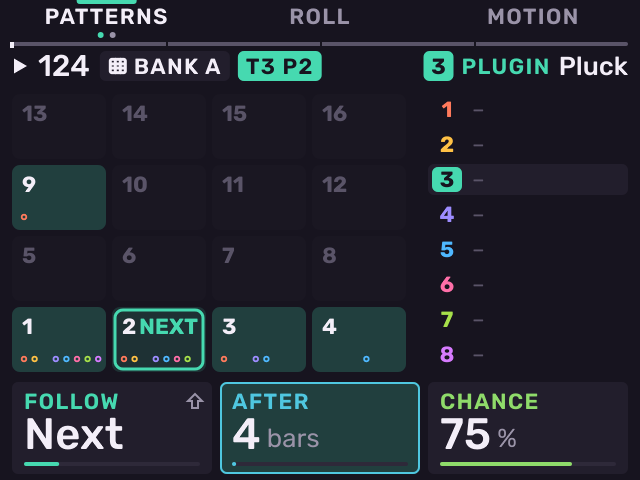 PATTERNS ROLL MOTION
124 BANK A T3 P2 3 PLUGIN Pluck
13 14 15 16
9 10 11 12
5 6 7 8
1 2 NEXT 3 4
1 –
2 –
3 –
4 –
5 –
6 –
7 –
8 –
FOLLOW
Next
AFTER
4 bars
CHANCE
75 %